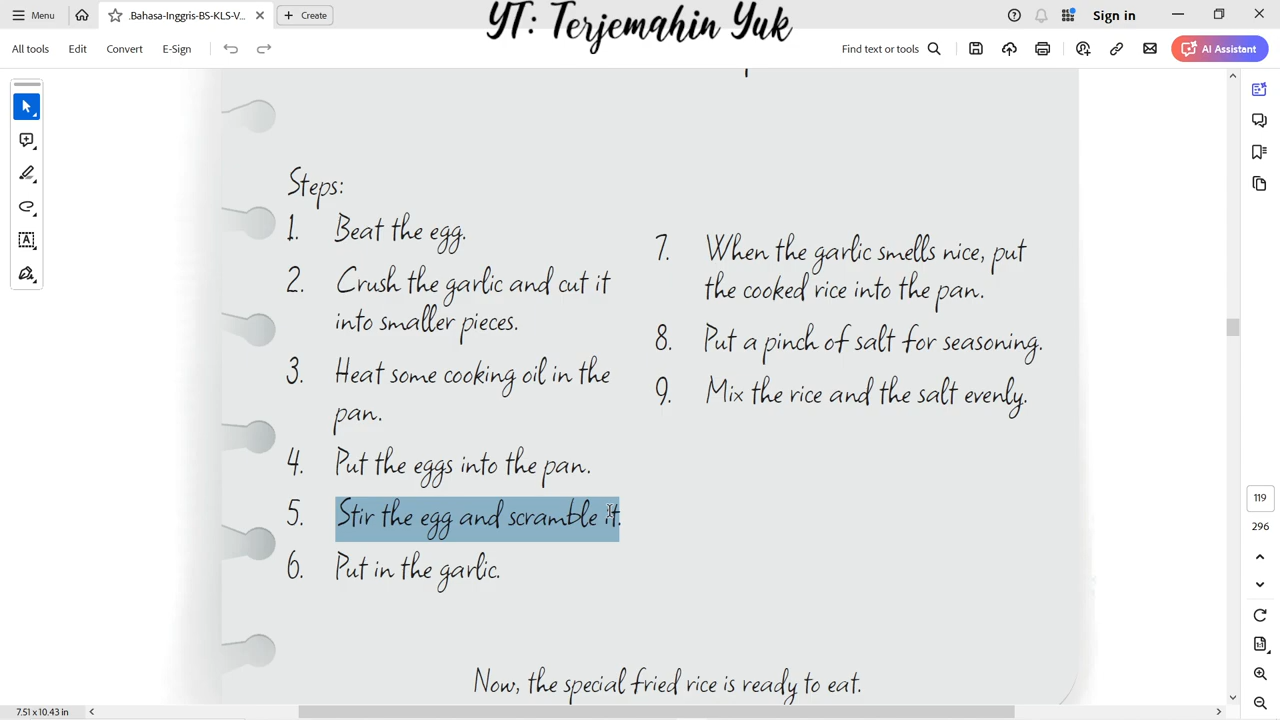 .Bahasa-Inggris-BS-KLS-V...
Create
YT: Terjemahin Yuk
Sign in
Menu
All tools
Edit
Convert
E-Sign
Find text or tools
AI Assistant
Steps:
1. Beat the egg.
2. Crush the garlic and cut it
into smaller pieces.
3. Heat some cooking oil in the
pan.
4. Put the eggs into the pan.
5. Stir the egg and scramble it.
6. Put in the garlic.
7. When the garlic smells nice, put
the cooked rice into the pan.
8. Put a pinch of salt for seasoning.
9. Mix the rice and the salt evenly.
Now, the special fried rice is ready to eat.
119
296
7.51 x 10.43 in